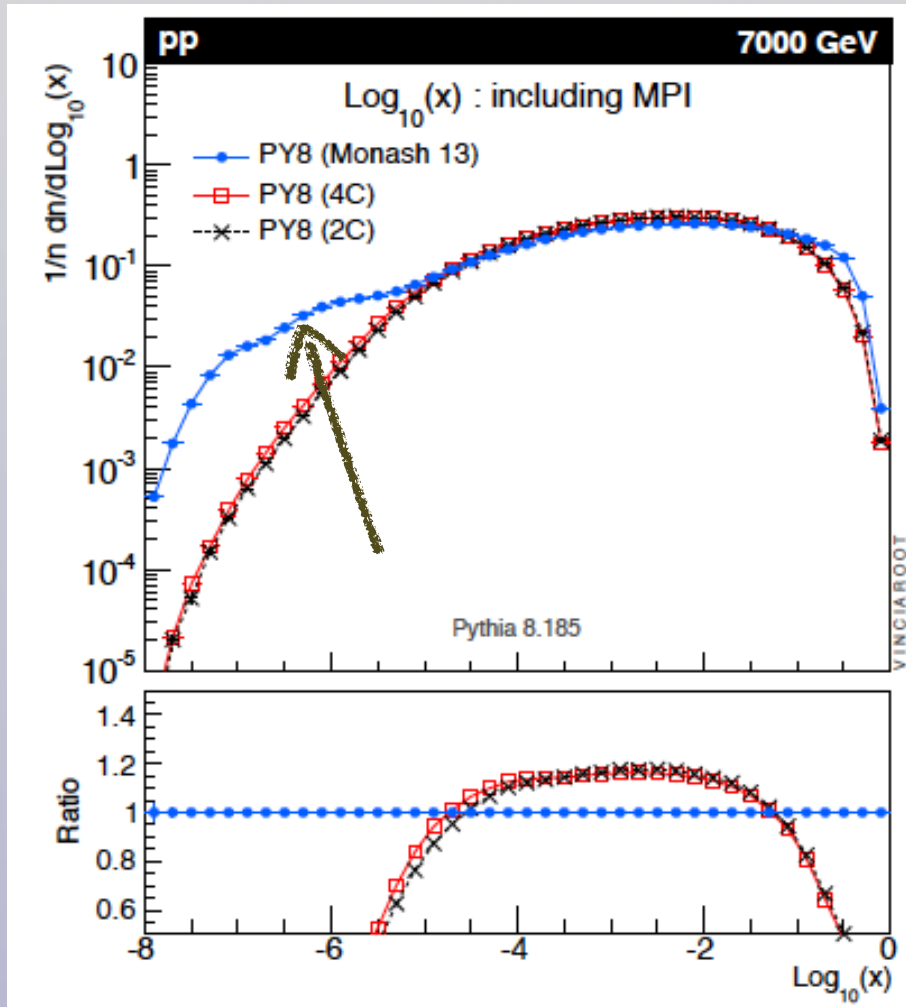 pp 7000 GeV
Log10(x) : including MPI
PY8 (Monash 13)
PY8 (4C)
PY8 (2C)
1/n dn/dLog10(x)
10
1
10-1
10-2
10-3
10-4
10-5
Pythia 8.185
VINCIAROOT
Ratio
1.4
1.2
1
0.8
0.6
-8 -6 -4 -2 0
Log10(x)